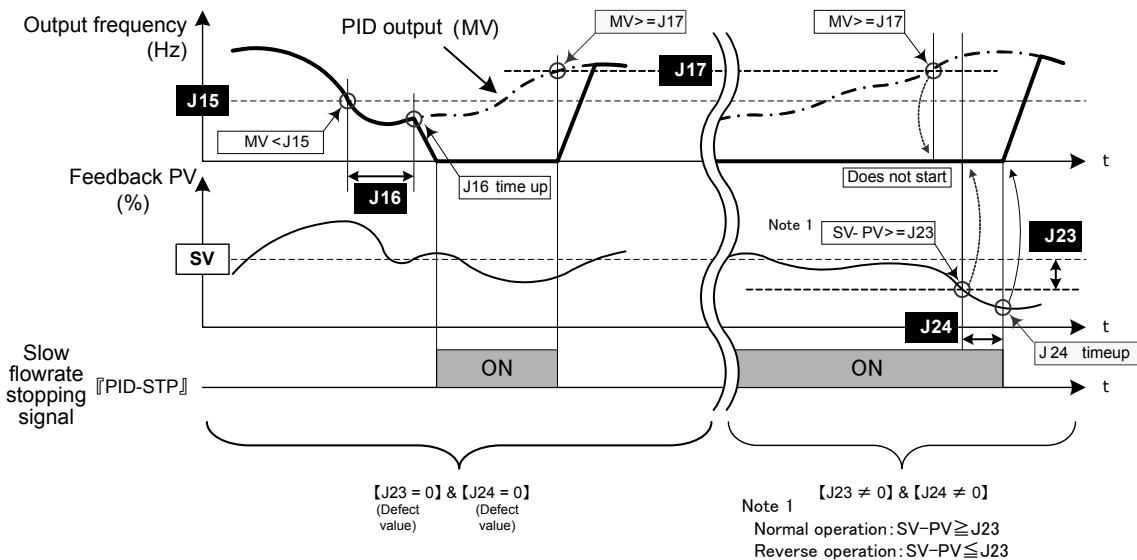 Output frequency
(Hz)
PID output (MV)
MV>=J17
MV>=J17
J17
J15
MV<J15
J16 time up
J16
Does not start
t
Feedback PV
(%)
Note 1
SV-PV>=J23
J23
SV
J24
J24 timeup
t
Slow
flowrate
stopping
signal
『PID-STP』
ON
ON
t
【J23 = 0】 & 【J24 = 0】
(Defect
value)
(Defect
value)
【J23 ≠ 0】 & 【J24 ≠ 0】
Note 1
Normal operation:SV-PV≧J23
Reverse operation:SV-PV≦J23